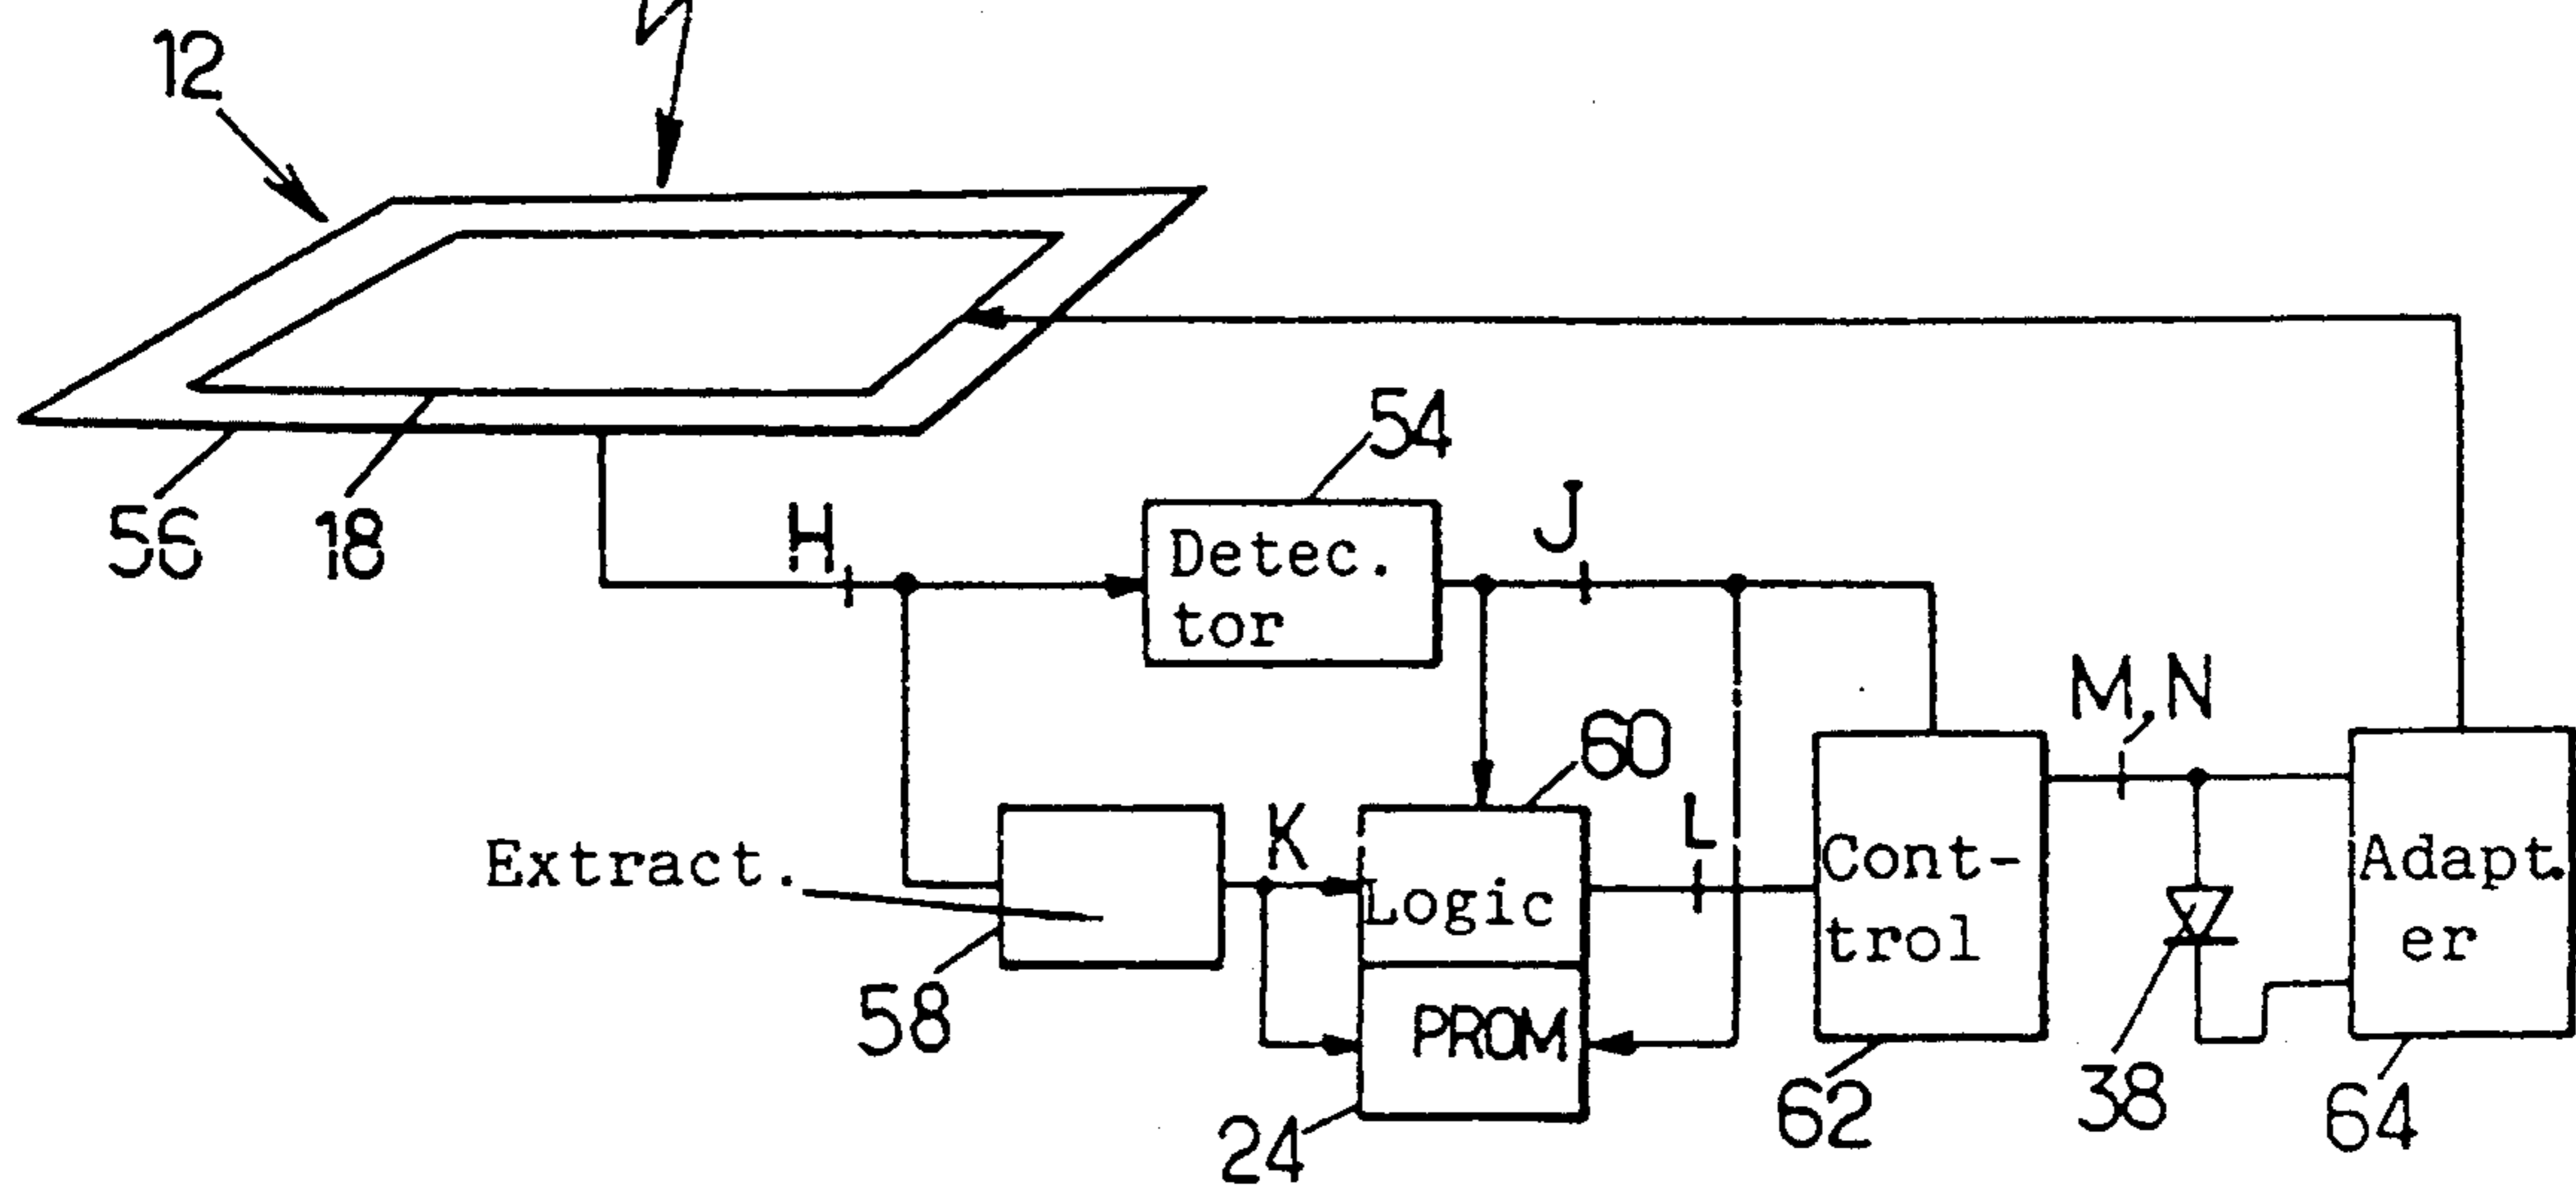 12
54
56
18
H
Detec.
tor
J
M,N
60
Extract.
K
Logic
L
Cont-
trol
Adapt.
er
58
PROM
24
62
38
64